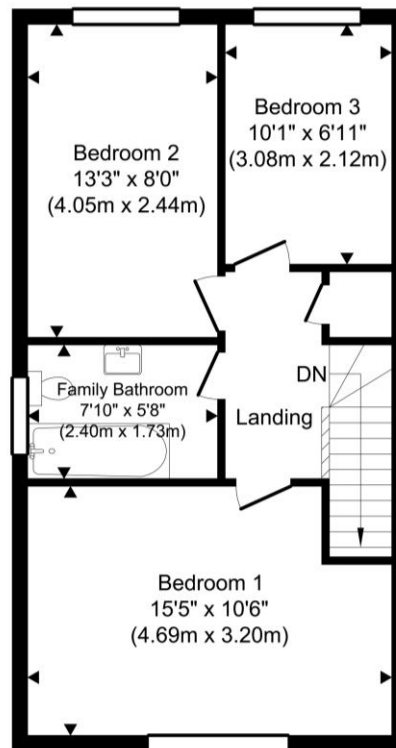 Bedroom 2
13'3" x 8'0"
(4.05m x 2.44m)
Bedroom 3
10'1" x 6'11"
(3.08m x 2.12m)
Family Bathroom
7'10" x 5'8"
(2.40m x 1.73m)
DN
Landing
Bedroom 1
15'5" x 10'6"
(4.69m x 3.20m)